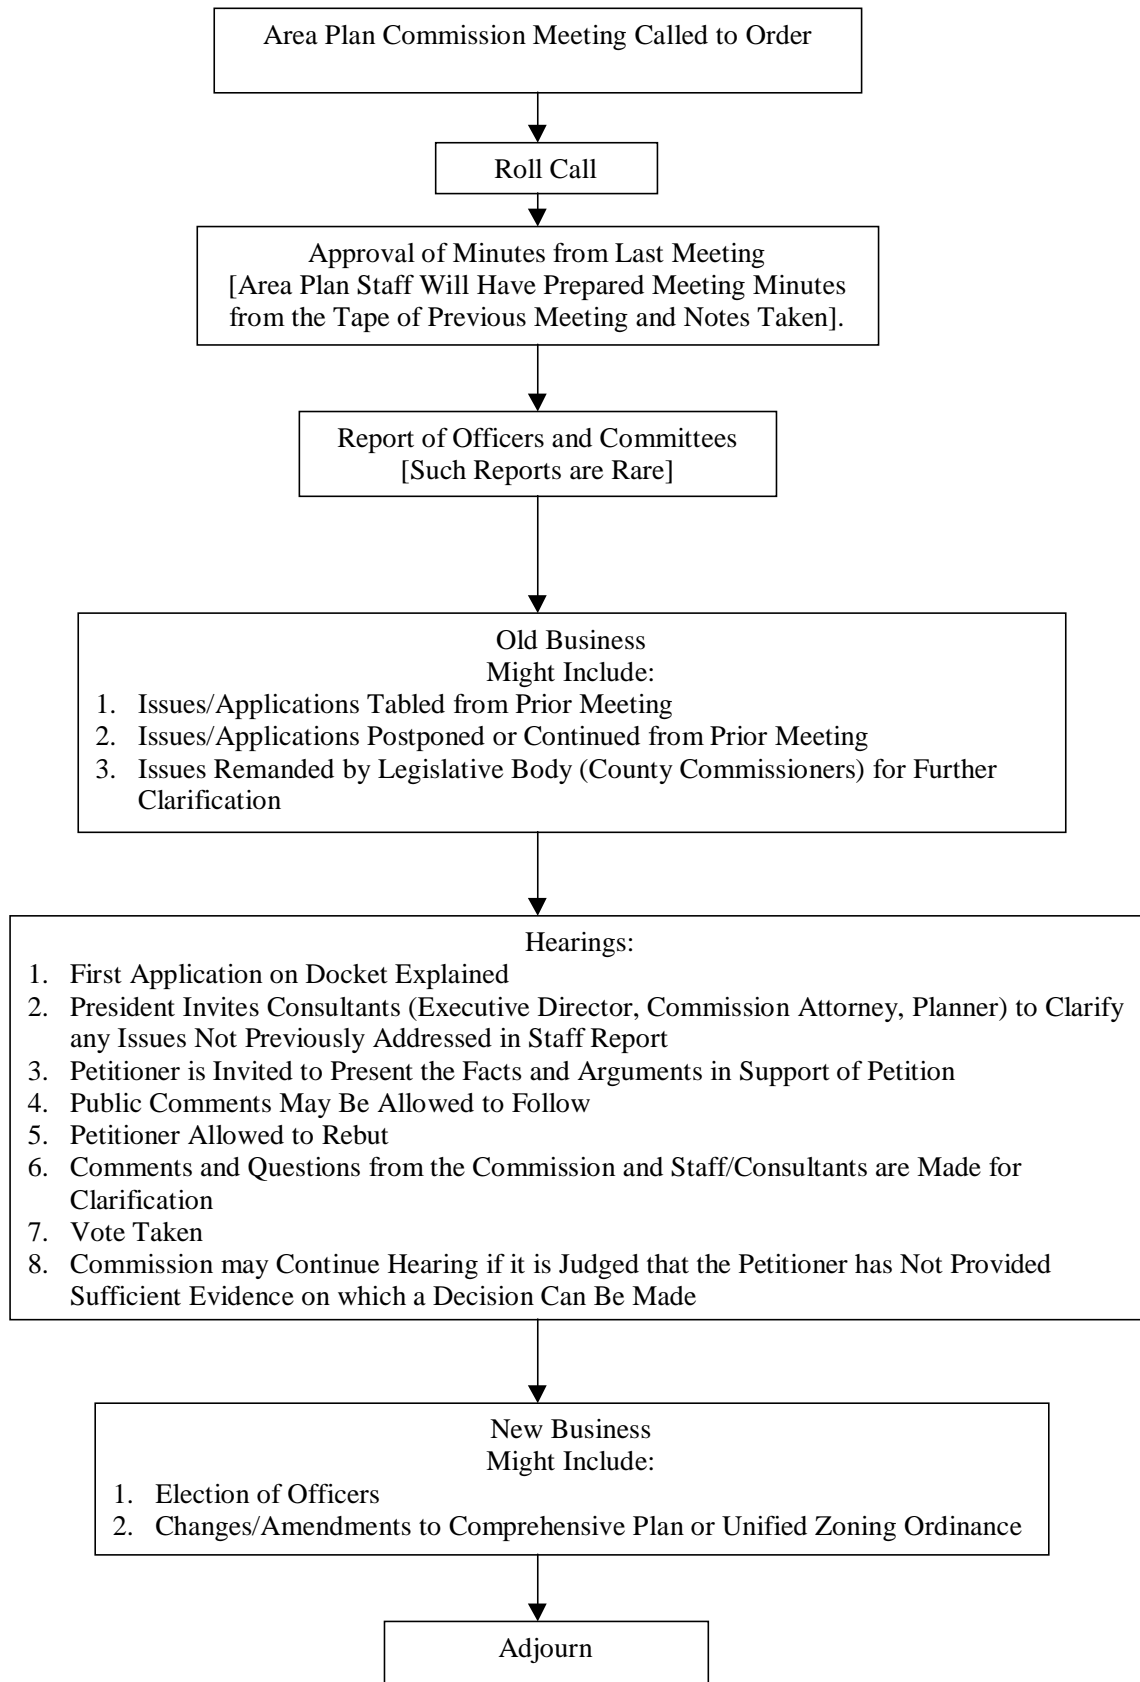 Area Plan Commission Meeting Called to Order
Roll Call
Approval of Minutes from Last Meeting
[Area Plan Staff Will Have Prepared Meeting Minutes
from the Tape of Previous Meeting and Notes Taken].
Report of Officers and Committees
[Such Reports are Rare]
Old Business
Might Include:
1. Issues/Applications Tabled from Prior Meeting
2. Issues/Applications Postponed or Continued from Prior Meeting
3. Issues Remanded by Legislative Body (County Commissioners) for Further
Clarification
Hearings:
1. First Application on Docket Explained
2. President Invites Consultants (Executive Director, Commission Attorney, Planner) to Clarify
any Issues Not Previously Addressed in Staff Report
3. Petitioner is Invited to Present the Facts and Arguments in Support of Petition
4. Public Comments May Be Allowed to Follow
5. Petitioner Allowed to Rebut
6. Comments and Questions from the Commission and Staff/Consultants are Made for
Clarification
7. Vote Taken
8. Commission may Continue Hearing if it is Judged that the Petitioner has Not Provided
Sufficient Evidence on which a Decision Can Be Made
New Business
Might Include:
1. Election of Officers
2. Changes/Amendments to Comprehensive Plan or Unified Zoning Ordinance
Adjourn